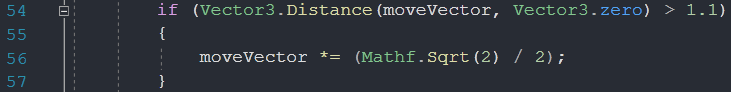 54 if (Vector3.Distance(moveVector, Vector3.zero) > 1.1)
55 {
56 moveVector *= (Mathf.Sqrt(2) / 2);
57 }